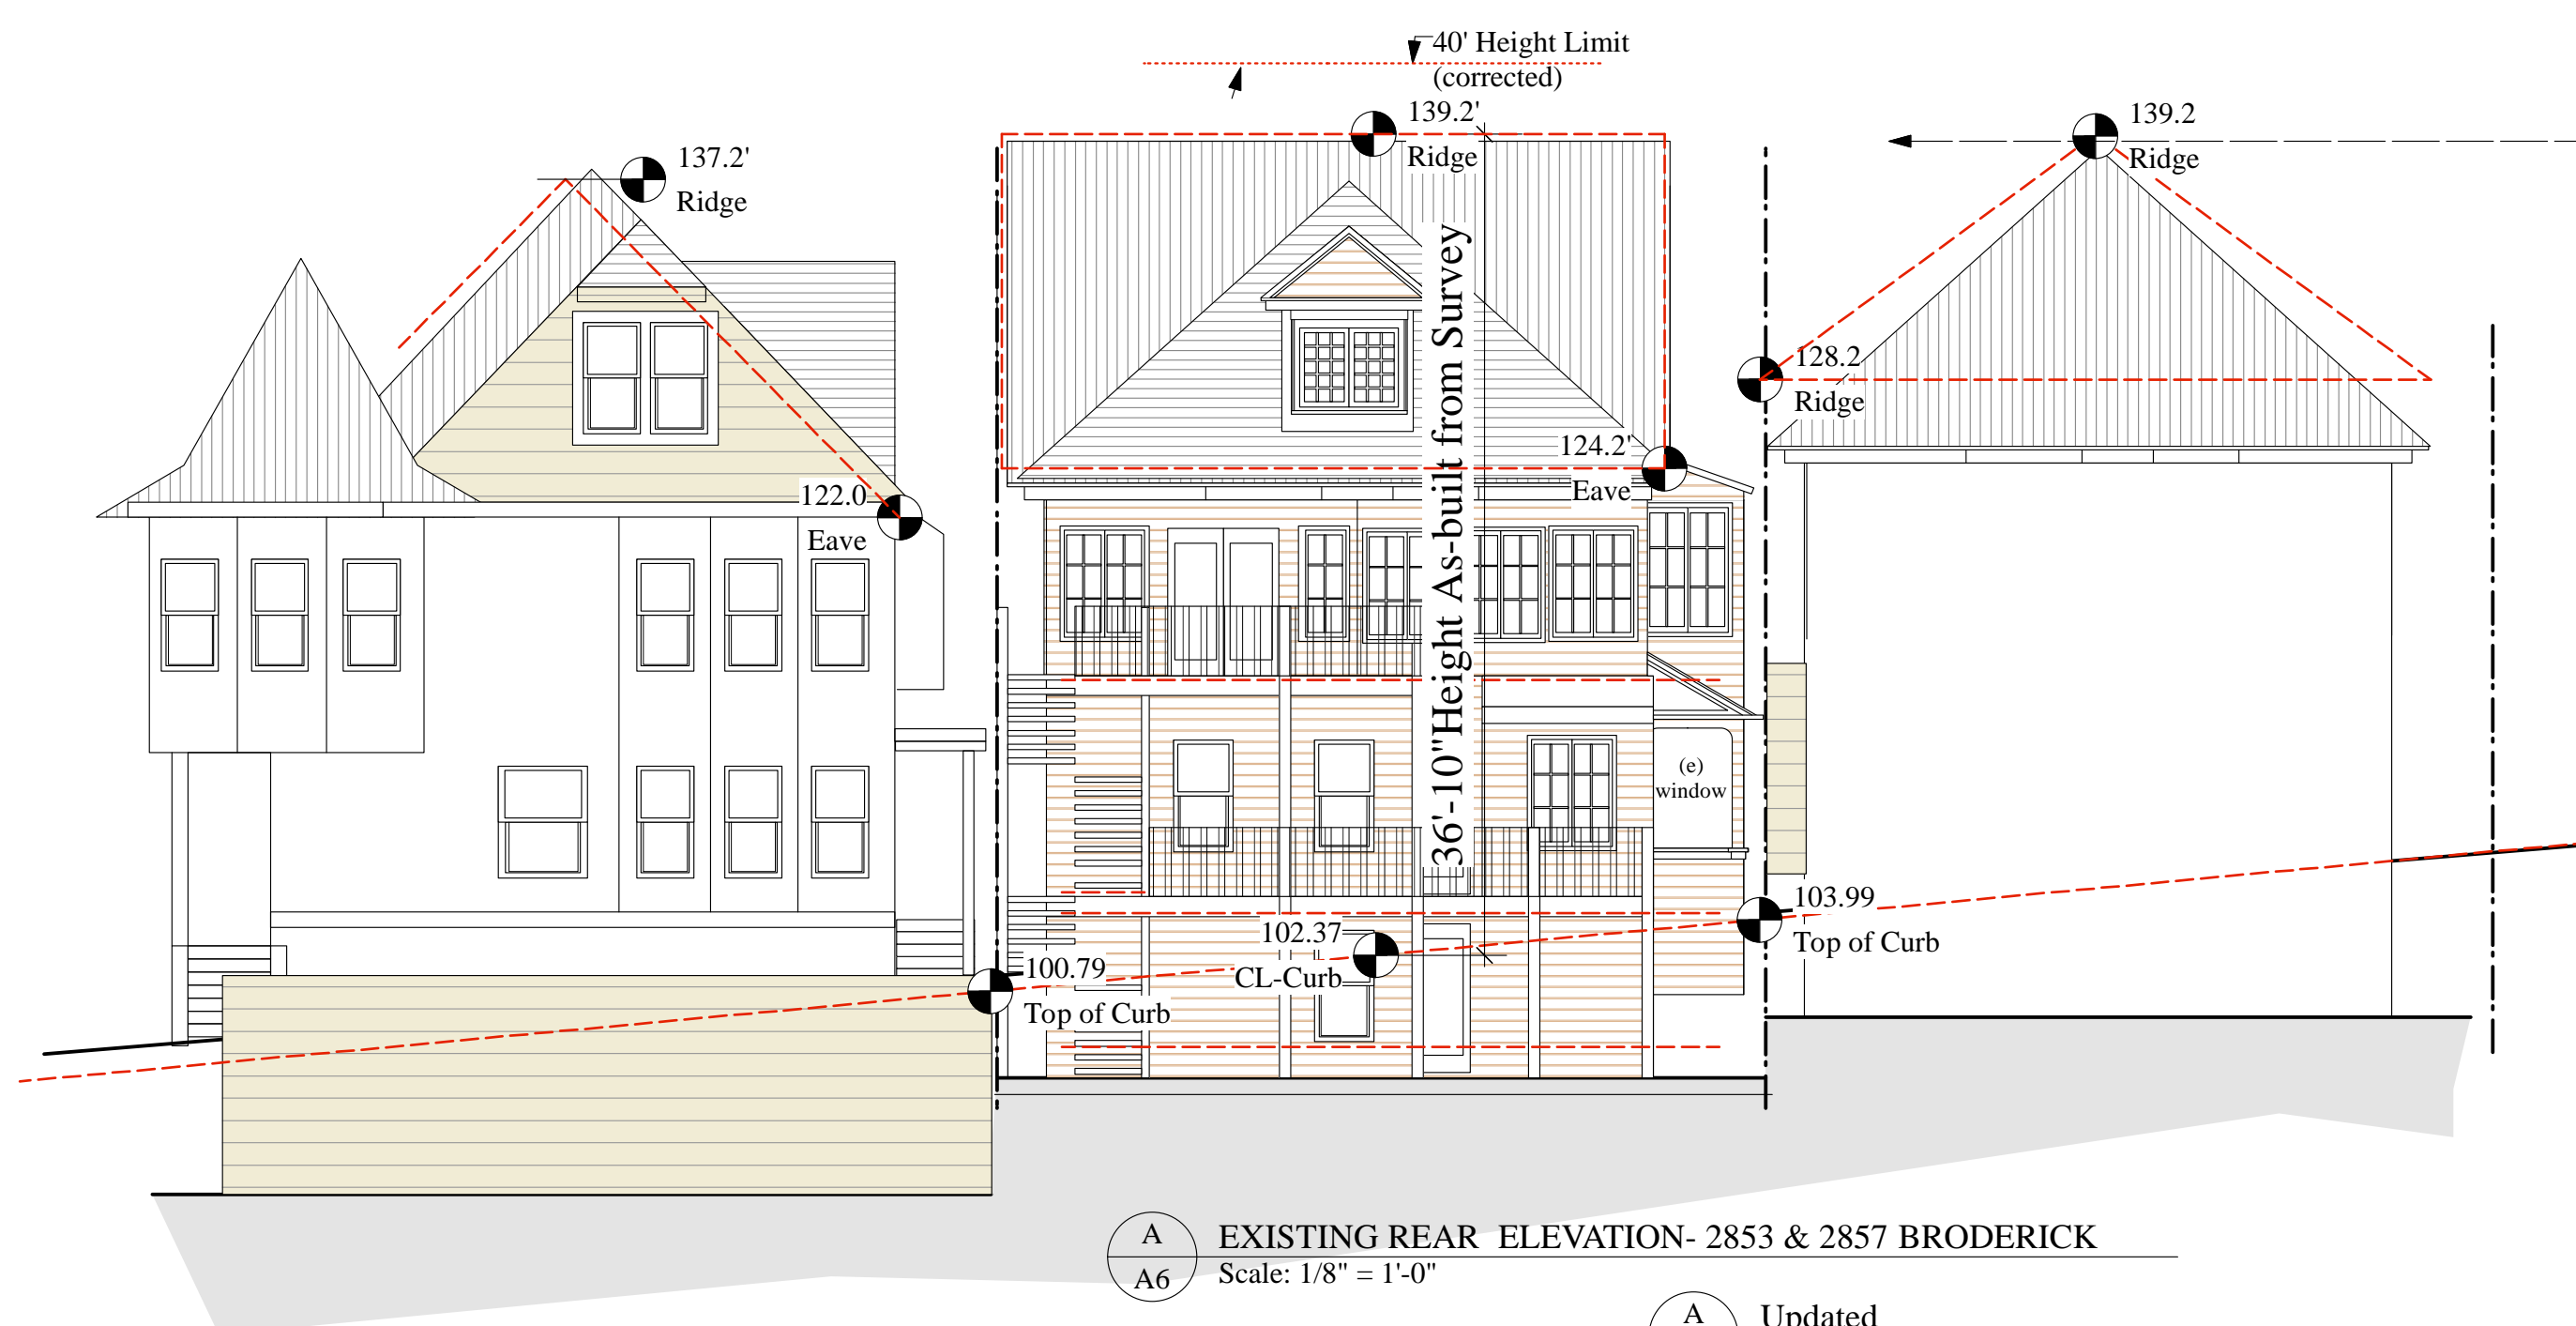 40' Height Limit
(corrected)
139.2'
Ridge
139.2
Ridge
137.2'
Ridge
128.2
Ridge
124.2'
Eave
122.0
Eave
36'-10"Height As-built from Survey
(e)
window
103.99
Top of Curb
102.37
CL-Curb
100.79
Top of Curb
A
A6
EXISTING REAR ELEVATION- 2853 & 2857 BRODERICK
Scale: 1/8" = 1'-0"
A
Updated